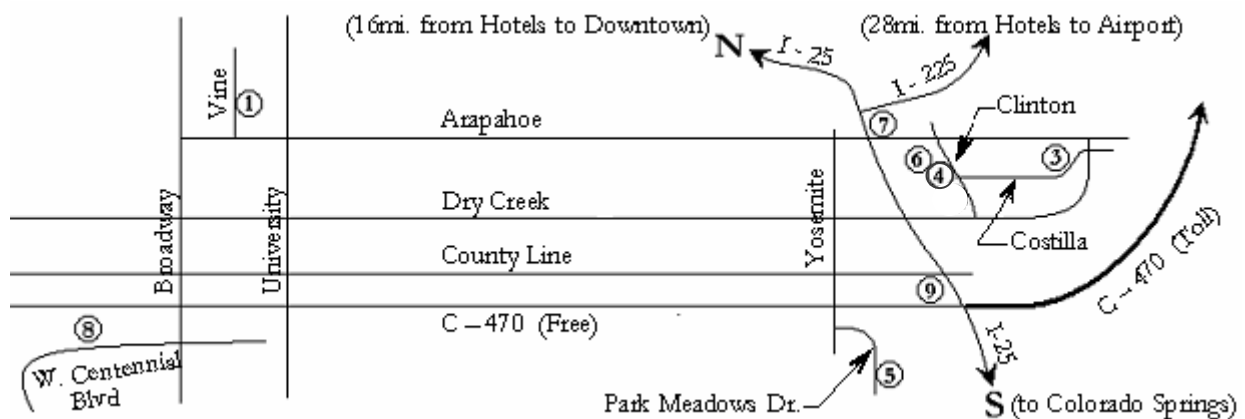 (16mi. from Hotels to Downtown)
(28mi. from Hotels to Airport)
N
I - 25
I - 225
Vine
1
Clinton
7
Arapahoe
6
4
3
Dry Creek
Costilla
Broadway
University
Yosemite
County Line
9
C - 470 (Toll)
C - 470 (Free)
8
W. Centennial
Blvd
I-25
5
Park Meadows Dr.
S (to Colorado Springs)